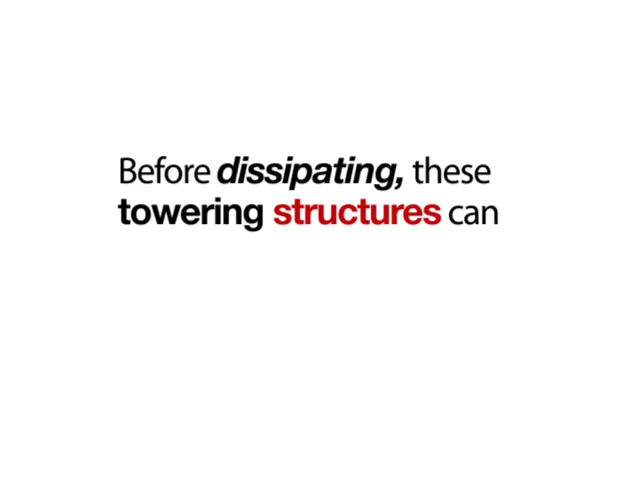 Before dissipating, these
towering structures can